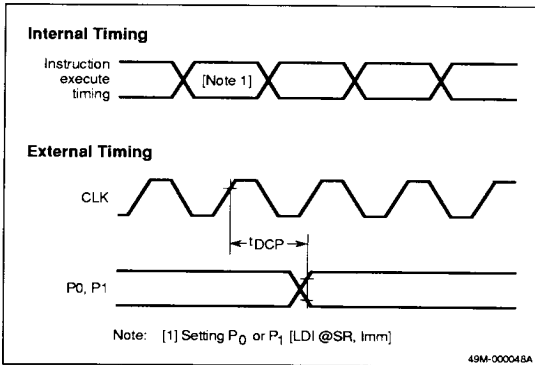 Internal Timing
Instruction
execute
timing
[Note 1]
External Timing
CLK
tDCP
P0, P1
Note: [1] Setting P0 or P1 [LDI @SR, Imm]
49M-000048A